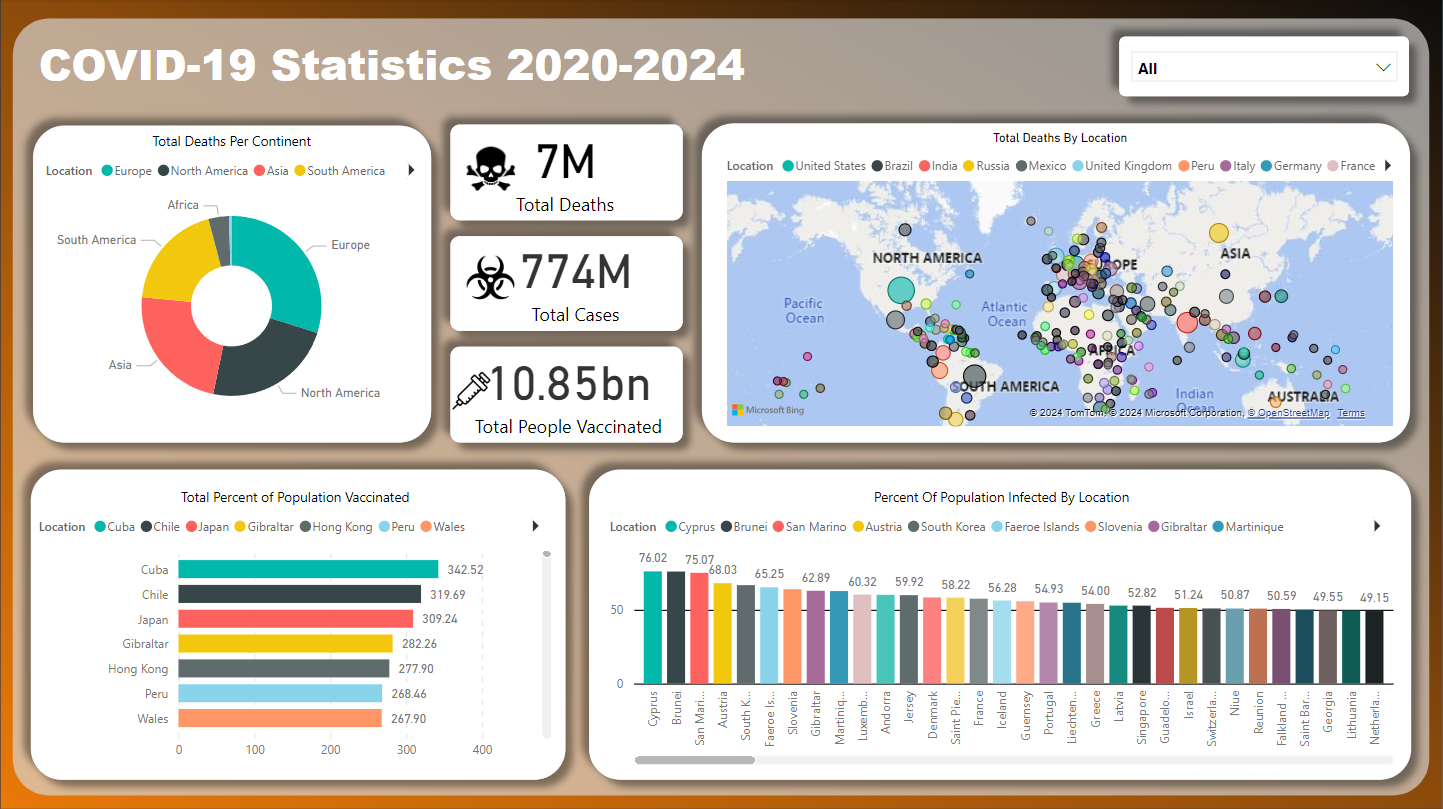 COVID-19 Statistics 2020-2024
All
Total Deaths Per Continent
Location Europe North America Asia South America
Africa
South America
Europe
Asia
North America
7M
Total Deaths
774M
Total Cases
10.85bn
Total People Vaccinated
Total Deaths By Location
Location United States Brazil India Russia Mexico United Kingdom Peru Italy Germany France
NORTH AMERICA
EUROPE
ASIA
Pacific
Ocean
Atlantic
Ocean
AFRICA
SOUTH AMERICA
Indian
Ocean
AUSTRALIA
Microsoft Bing
© 2024 TomTom, © 2024 Microsoft Corporation, © OpenStreetMap Terms
Total Percent of Population Vaccinated
Location Cuba Chile Japan Gibraltar Hong Kong Peru Wales
Cuba 342.52
Chile 319.69
Japan 309.24
Gibraltar 282.26
Hong Kong 277.90
Peru 268.46
Wales 267.90
0 100 200 300 400
Percent Of Population Infected By Location
Location Cyprus Brunei San Marino Austria South Korea Faeroe Islands Slovenia Gibraltar Martinique
76.02 75.07 68.03 65.25 62.89 60.32 59.92 58.22 56.28 54.93 54.00 52.82 51.24 50.87 50.59 49.55 49.15
50
0
Cyprus
Brunei
San Mari...
Austria
South K...
Faeroe Is...
Slovenia
Gibraltar
Martiniq...
Luxemb...
Andorra
Jersey
Denmark
Saint Pie...
France
Iceland
Guernsey
Portugal
Liechten...
Greece
Latvia
Singapore
Guadelo...
Israel
Switzerla...
Niue
Reunion
Falkland ...
Saint Bar...
Georgia
Lithuania
Netherla...